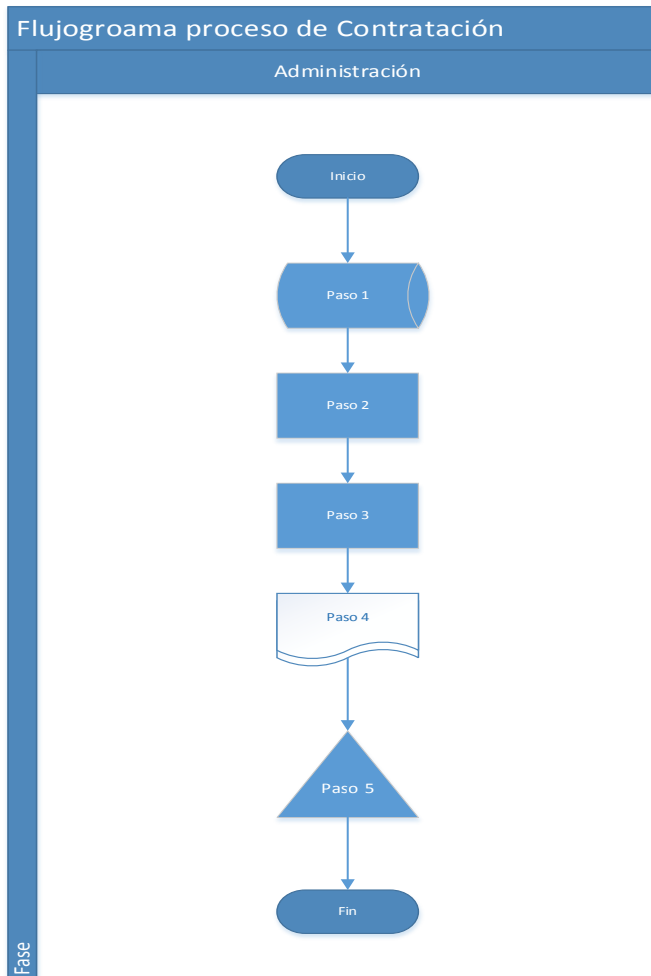 Flujogroama proceso de Contratación
Administración
Inicio
Paso 1
Paso 2
Paso 3
Paso 4
Paso 5
Fin
Fase